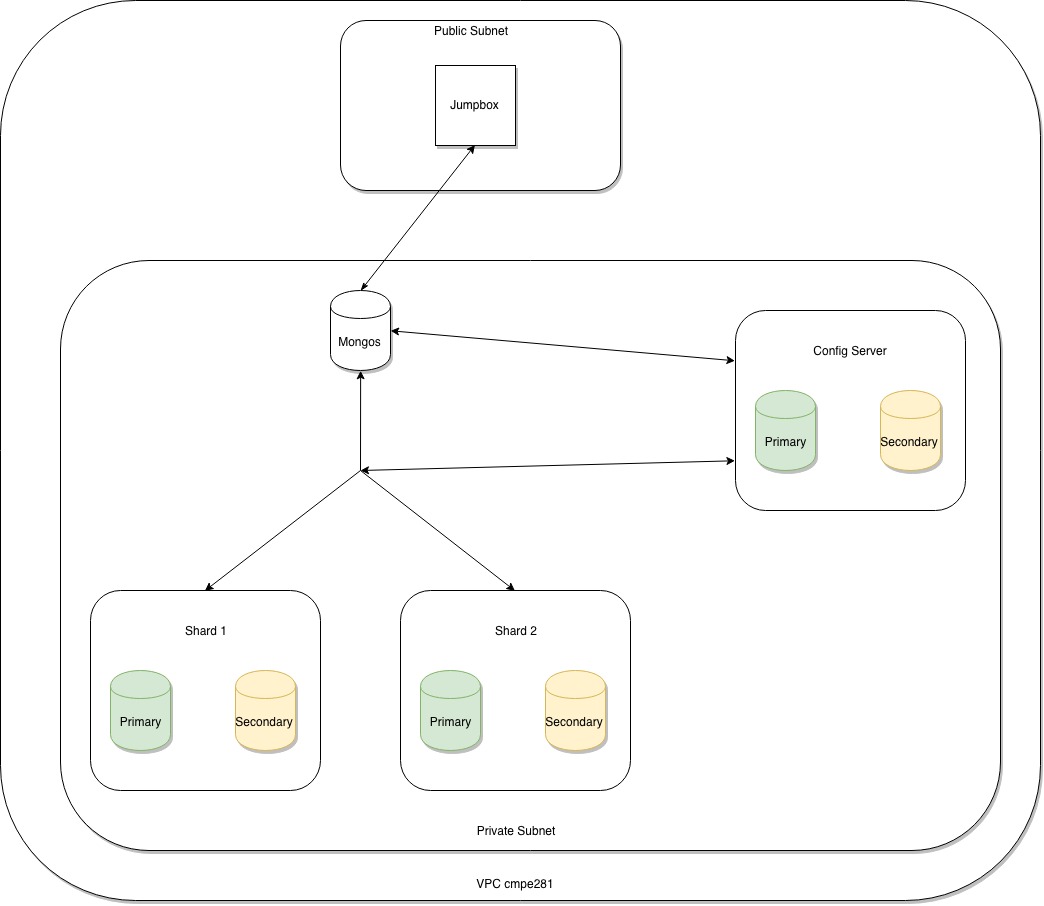 Public Subnet
Jumpbox
Mongos
Config Server
Primary
Secondary
Shard 1
Shard 2
Primary
Secondary
Primary
Secondary
Private Subnet
VPC cmpe281